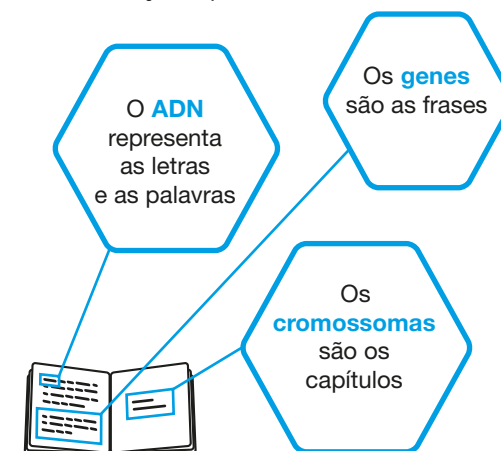 O ADN
representa
as letras
e as palavras
Os genes
são as frases
Os
cromossomas
são os
capítulos